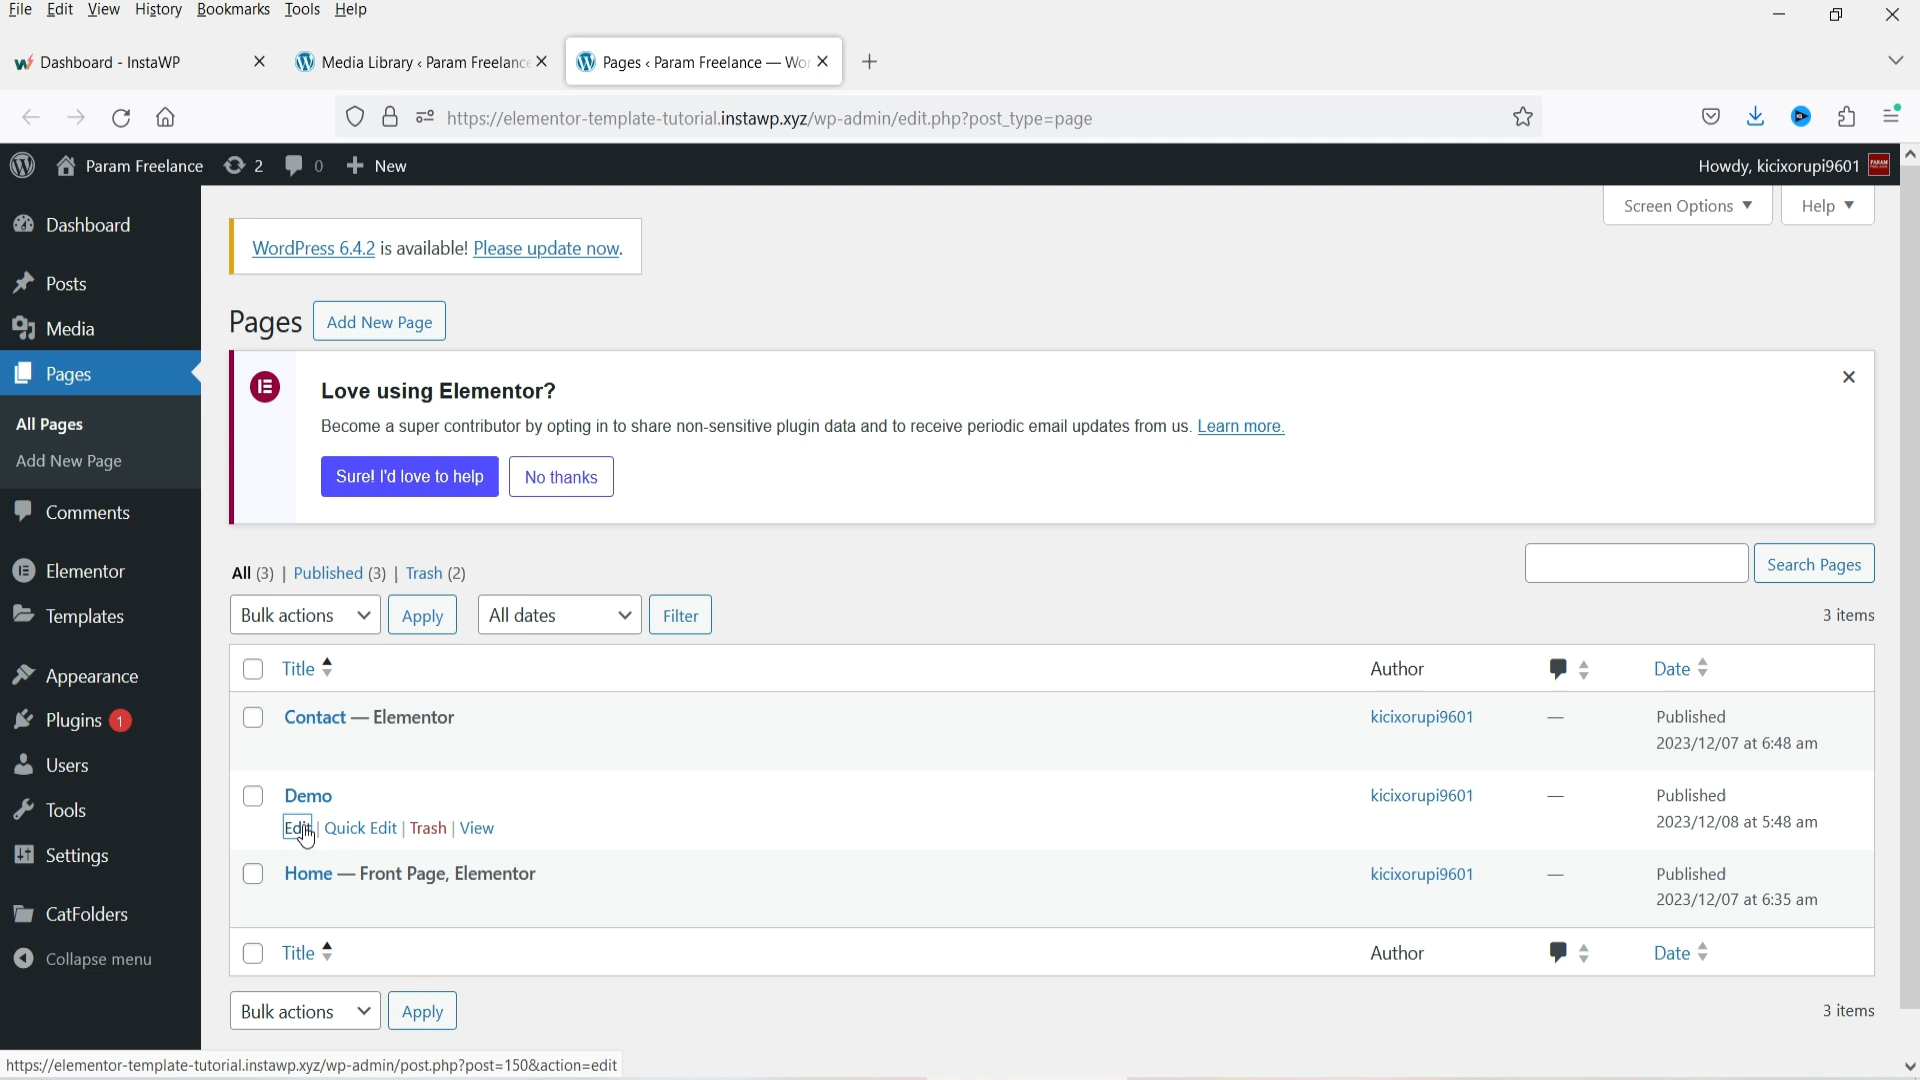 File Edit View History Bookmarks Tools Help
Dashboard - InstaWP
Media Library ‹ Param Freelance
Pages ‹ Param Freelance — Wor
https://elementor-template-tutorial.instawp.xyz/wp-admin/edit.php?post_type=page
Param Freelance 2 0 + New
Howdy, kicixorupi9601
Screen Options Help
Dashboard
Posts
Media
Pages
All Pages
Add New Page
Comments
Elementor
Templates
Appearance
Plugins 1
Users
Tools
Settings
CatFolders
Collapse menu
WordPress 6.4.2 is available! Please update now.
Pages Add New Page
Love using Elementor?
Become a super contributor by opting in to share non-sensitive plugin data and to receive periodic email updates from us. Learn more.
Sure! I'd love to help No thanks
All (3) | Published (3) | Trash (2)
Search Pages
Bulk actions Apply All dates Filter
3 items
Title Author Date
Contact — Elementor kicixorupi9601 — Published
2023/12/07 at 6:48 am
Demo kicixorupi9601 — Published
Edit | Quick Edit | Trash | View 2023/12/08 at 5:48 am
Home — Front Page, Elementor kicixorupi9601 — Published
2023/12/07 at 6:35 am
Title Author Date
Bulk actions Apply
3 items
https://elementor-template-tutorial.instawp.xyz/wp-admin/post.php?post=150&action=edit